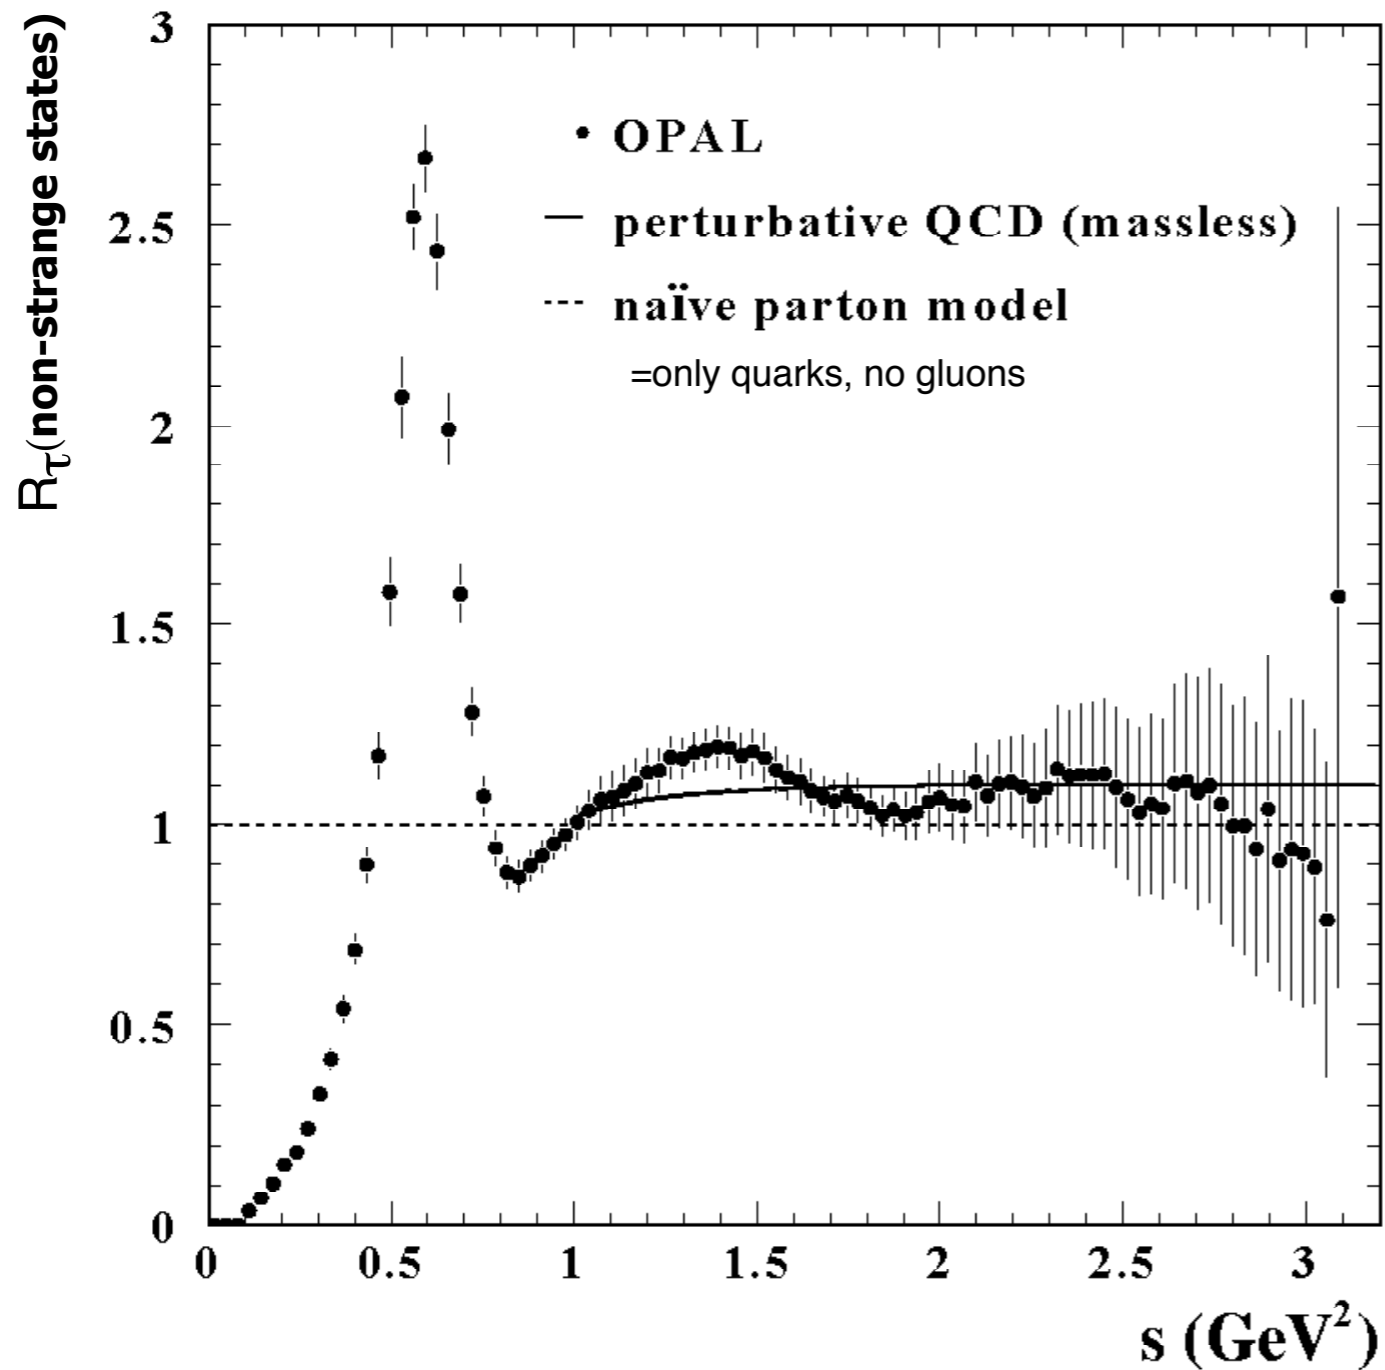 R_τ(non-strange states)
3
2.5
2
1.5
1
0.5
0
OPAL
perturbative QCD (massless)
naïve parton model
=only quarks, no gluons
0 0.5 1 1.5 2 2.5 3
s (GeV²)